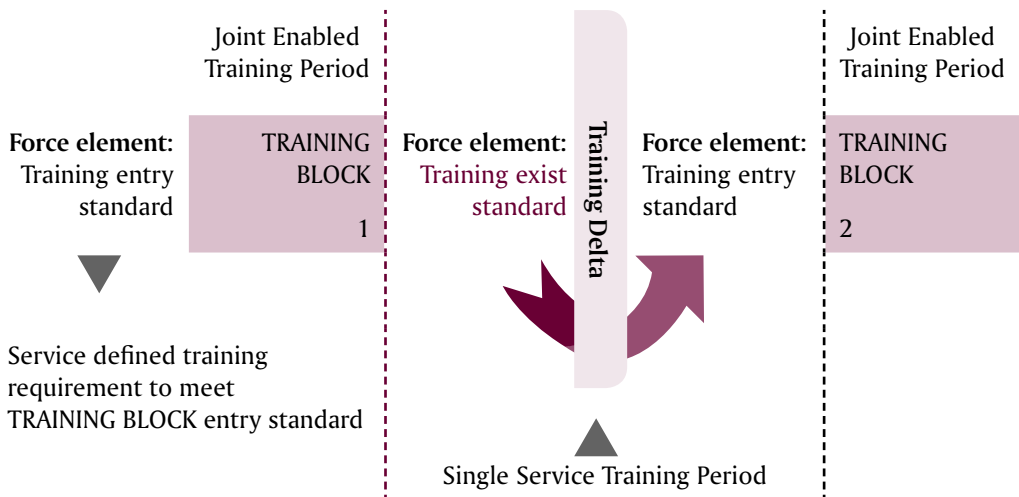 Joint Enabled
Training Period
Force element:
Training entry
standard
TRAINING
BLOCK
1
Service defined training
requirement to meet
TRAINING BLOCK entry standard
Force element:
Training exist
standard
Training Delta
Force element:
Training entry
standard
Single Service Training Period
Joint Enabled
Training Period
TRAINING
BLOCK
2